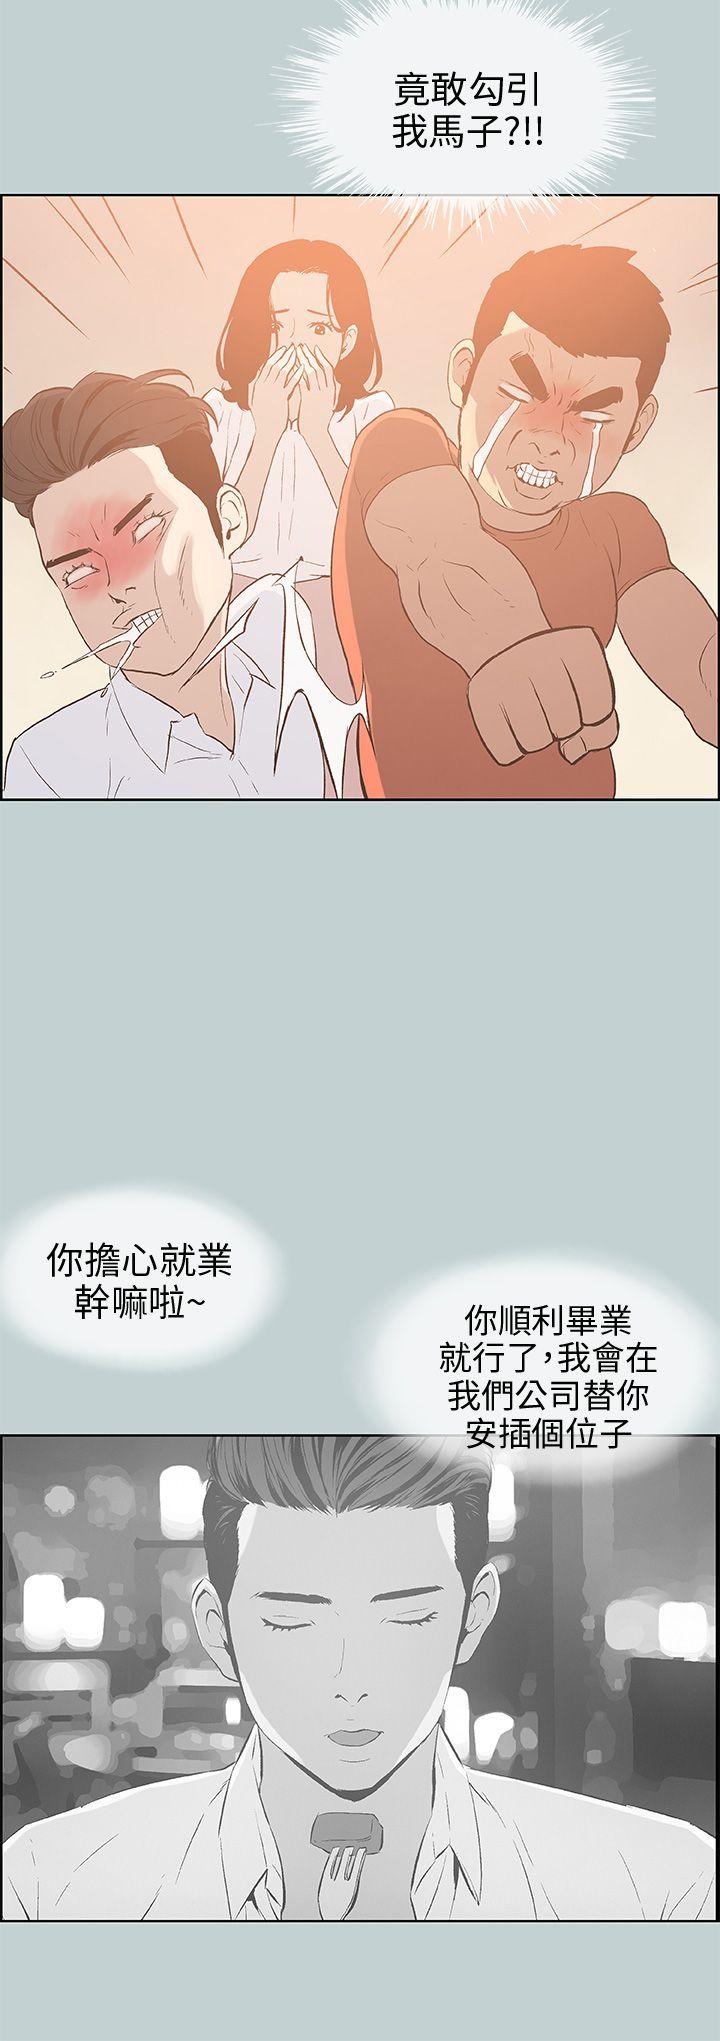 竟敢勾引
我馬子?!!
你擔心就業
幹嘛啦~
你順利畢業
就行了，我會在
我們公司替你
安插個位子